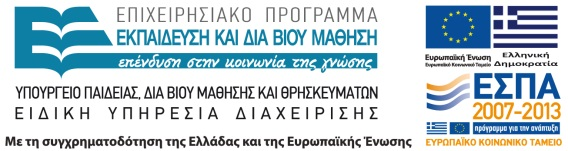 ΕΠΙΧΕΙΡΗΣΙΑΚΟ ΠΡΟΓΡΑΜΜΑ
ΕΚΠΑΙΔΕΥΣΗ ΚΑΙ ΔΙΑ ΒΙΟΥ ΜΑΘΗΣΗ
επένδυση στην κοινωνία της γνώσης
ΥΠΟΥΡΓΕΙΟ ΠΑΙΔΕΙΑΣ, ΔΙΑ ΒΙΟΥ ΜΑΘΗΣΗΣ ΚΑΙ ΘΡΗΣΚΕΥΜΑΤΩΝ
ΕΙΔΙΚΗ ΥΠΗΡΕΣΙΑ ΔΙΑΧΕΙΡΙΣΗΣ
Με τη συγχρηματοδότηση της Ελλάδας και της Ευρωπαϊκής Ένωσης
Ευρωπαϊκή Ένωση
Ευρωπαϊκό Κοινωνικό Ταμείο
Ελληνική
Δημοκρατία
ΕΣΠΑ
2007-2013
πρόγραμμα για την ανάπτυξη
ΕΥΡΩΠΑΪΚΟ ΚΟΙΝΩΝΙΚΟ ΤΑΜΕΙΟ